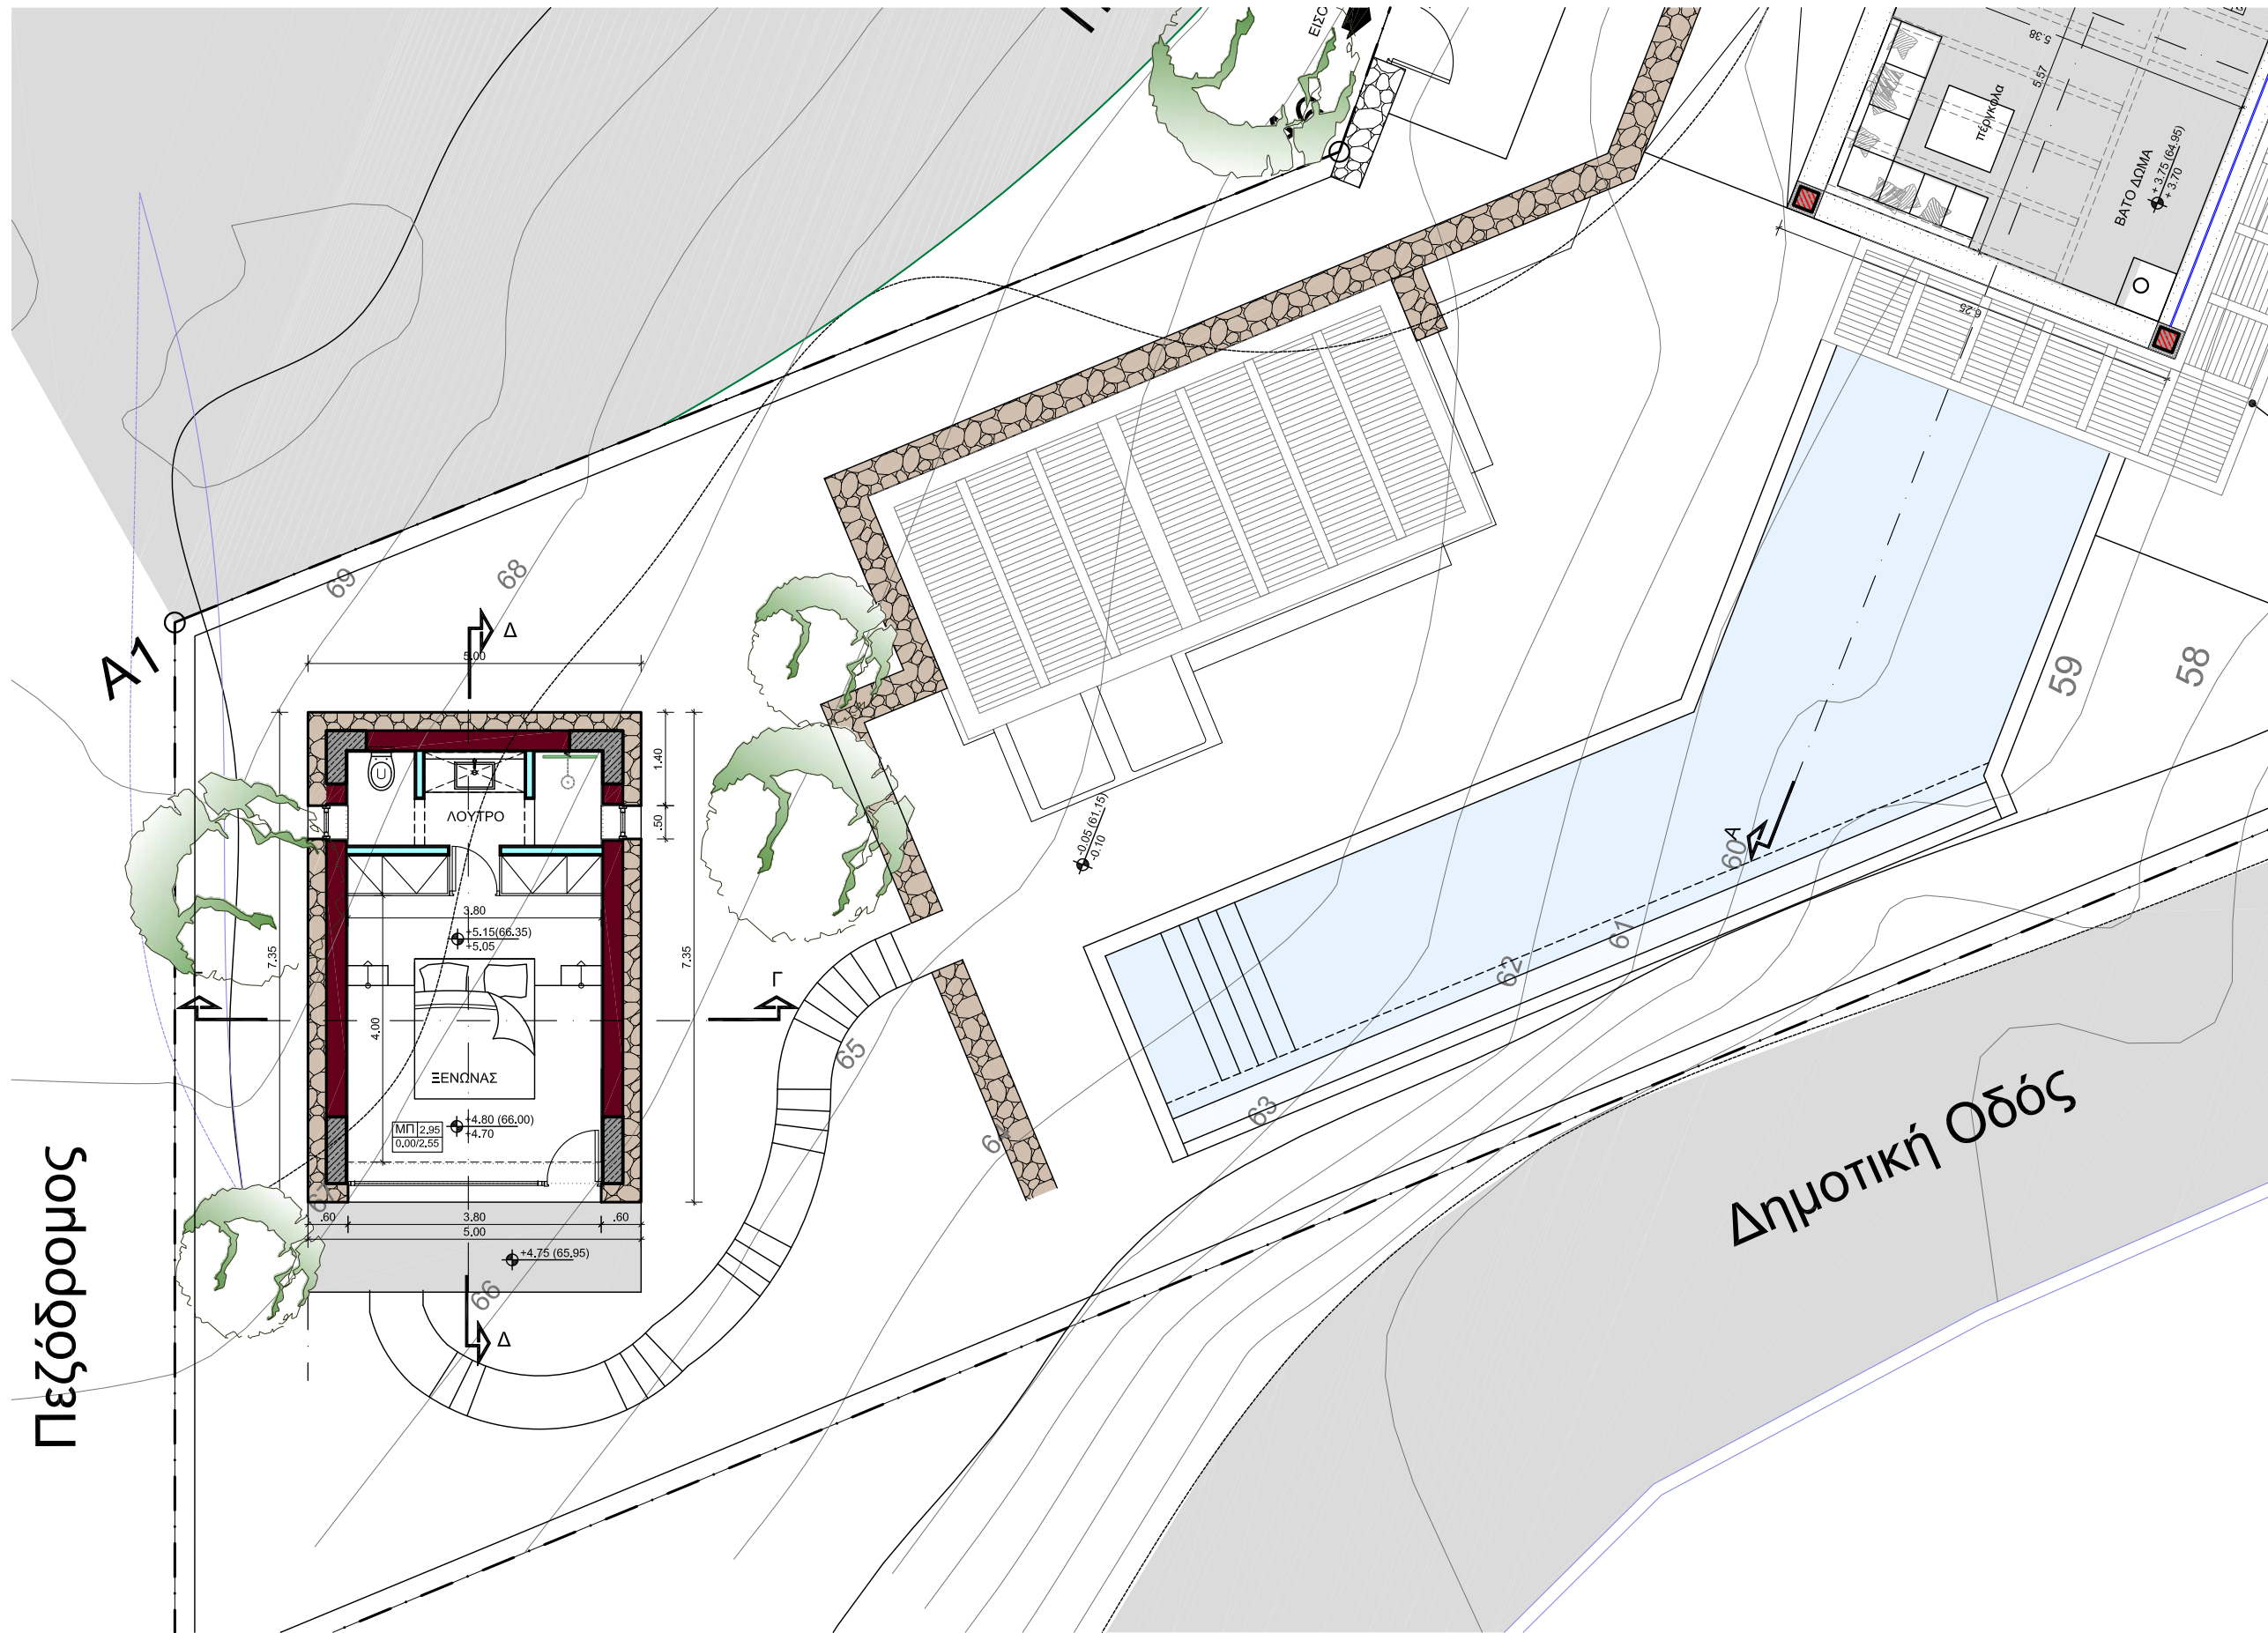 ΕΙΣΟ
5.38
5.57
πέργκολα
ΒΑΤΟ ΔΩΜΑ
+ 3.75 (64.95)
+ 3.70
6.25
69
68
59
58
A1
Δ
5.00
1.40
.50
ΛΟΥΤΡΟ
-0.05 (61.15)
-0.10
A
60
3.80
+5.15(66.35)
+5.05
7.35
7.35
61
62
Γ
4.00
65
ΞΕΝΩΝΑΣ
63
64
+4.80 (66.00)
+4.70
ΜΠ 2.95
0.00/2.55
Δημοτική Οδός
Πεζόδρομος
67
.60
3.80
.60
5.00
+4.75 (65.95)
66
Δ